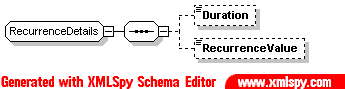 Duration
RecurrenceDetails
RecurrenceValue
Generated with XMLSpy Schema Editor www.xmlspy.com